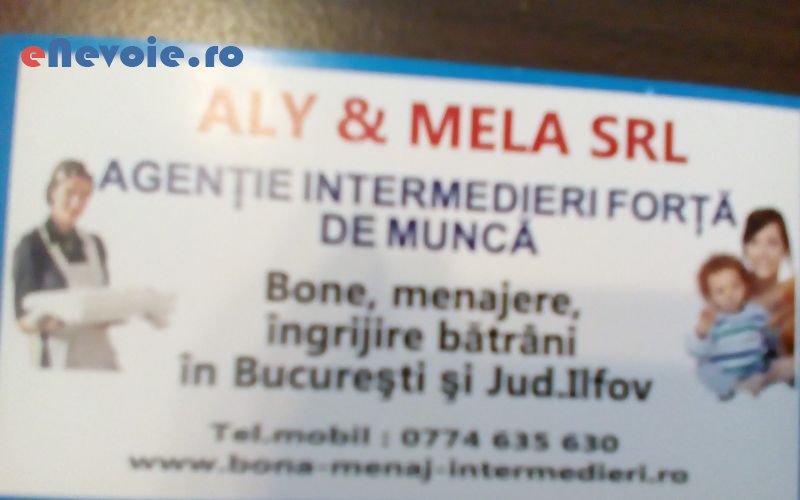 eNevoie.ro
ALY & MELA SRL
AGENȚIE INTERMEDIERI FORȚĂ
DE MUNCĂ
Bone, menajere,
îngrijire bătrâni
în București și Jud.Ilfov
Tel.mobil : 0774 635 630
www.bona-menaj-intermedieri.ro